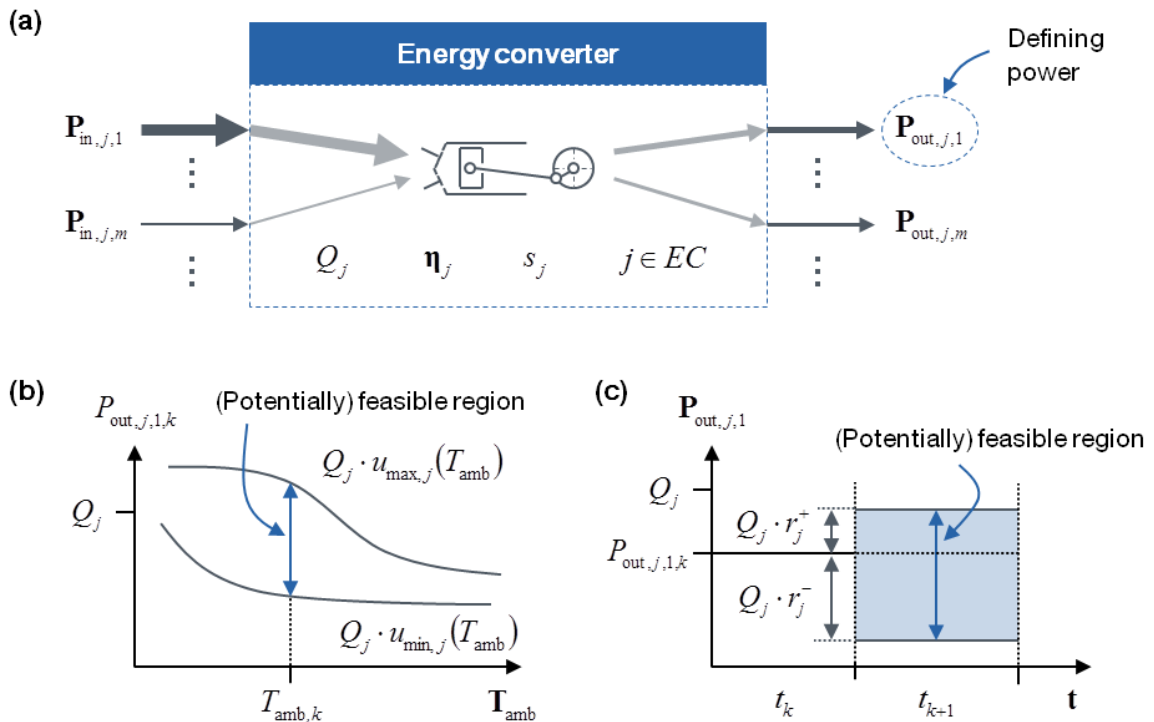 (a)
Energy converter
Defining
power
P_in,j,1
P_out,j,1
P_in,j,m
P_out,j,m
Q_j η_j s_j j ∈ EC
(b)
P_out,j,1,k
(Potentially) feasible region
Q_j · u_max,j(T_amb)
Q_j
Q_j · u_min,j(T_amb)
T_amb,k
T_amb
(c)
P_out,j,1
(Potentially) feasible region
Q_j
Q_j · r_j^+
P_out,j,1,k
Q_j · r_j^−
t_k
t_k+1
t